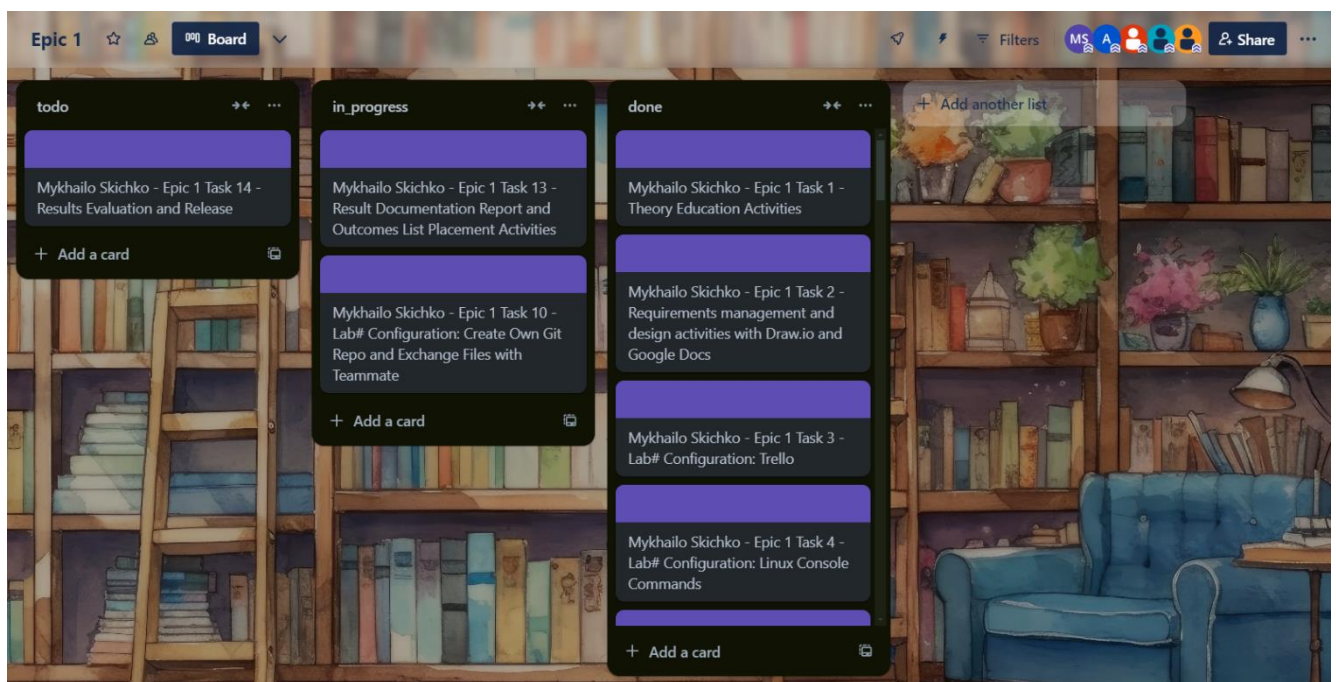 Epic 1
Board
Filters
MS
A
Share
todo
Mykhailo Skichko - Epic 1 Task 14 -
Results Evaluation and Release
+ Add a card
in_progress
Mykhailo Skichko - Epic 1 Task 13 -
Result Documentation Report and
Outcomes List Placement Activities
Mykhailo Skichko - Epic 1 Task 10 -
Lab# Configuration: Create Own Git
Repo and Exchange Files with
Teammate
+ Add a card
done
Mykhailo Skichko - Epic 1 Task 1 -
Theory Education Activities
Mykhailo Skichko - Epic 1 Task 2 -
Requirements management and
design activities with Draw.io and
Google Docs
Mykhailo Skichko - Epic 1 Task 3 -
Lab# Configuration: Trello
Mykhailo Skichko - Epic 1 Task 4 -
Lab# Configuration: Linux Console
Commands
+ Add a card
+ Add another list